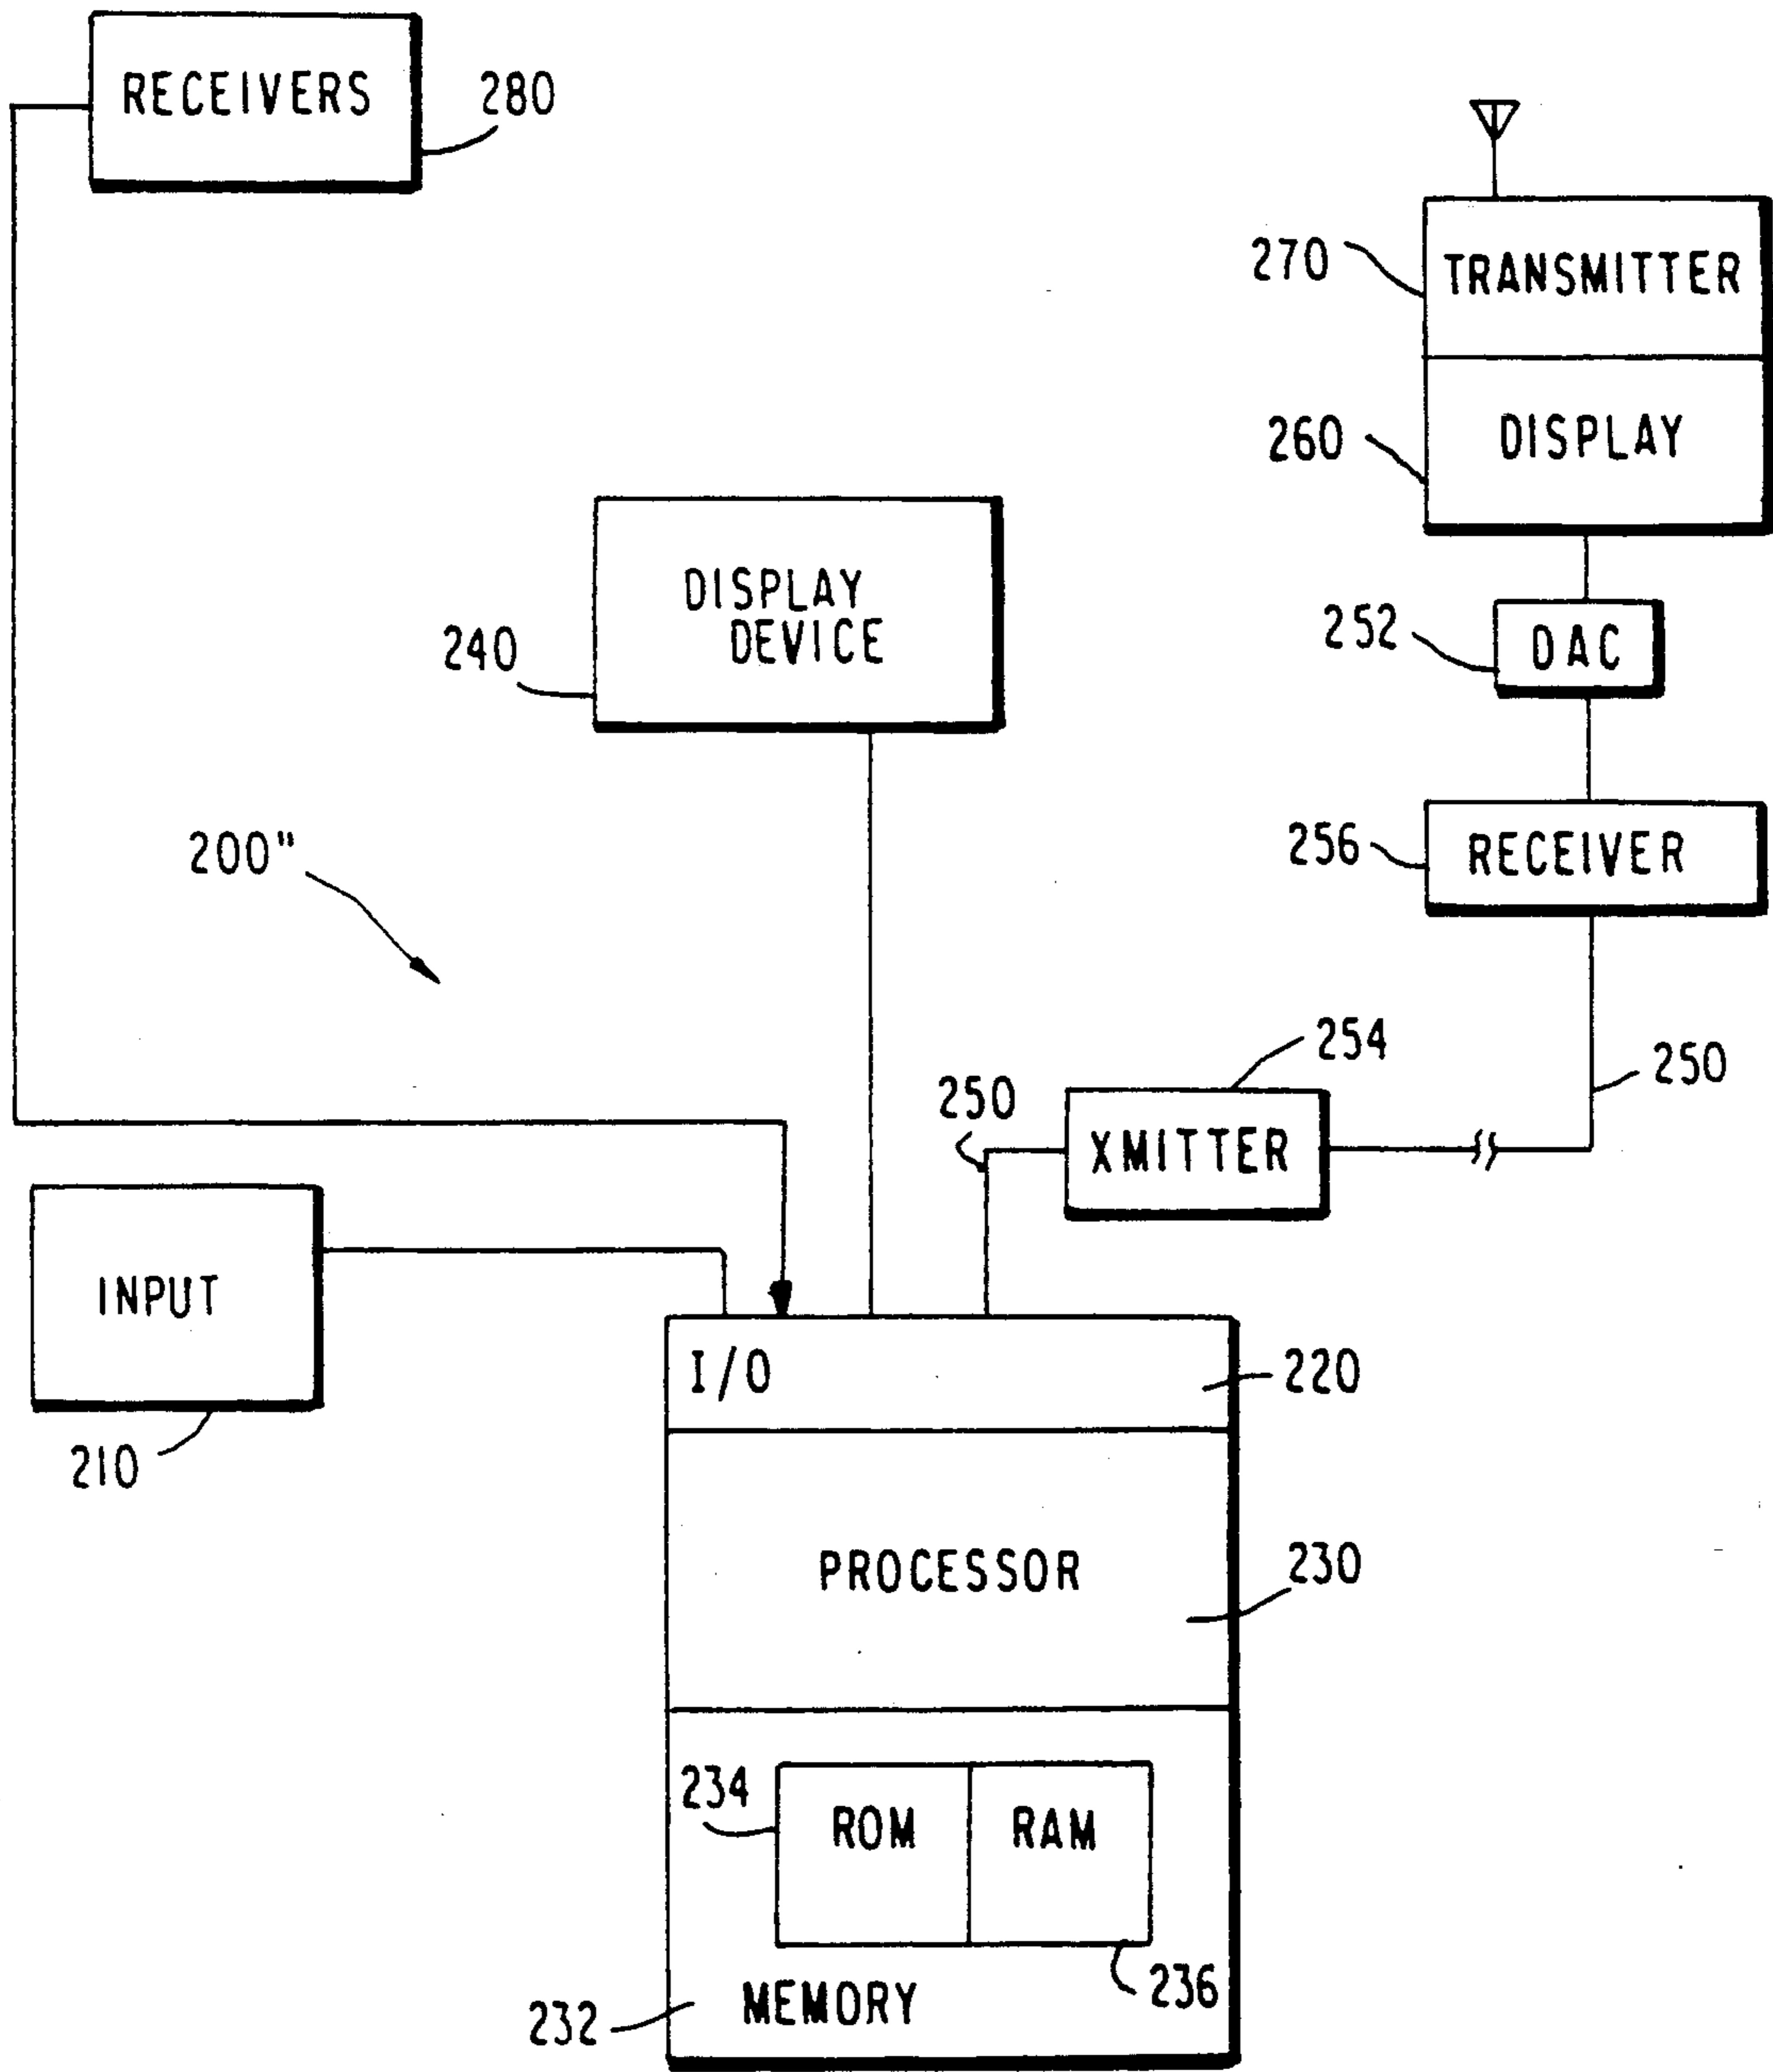 RECEIVERS
280
270
TRANSMITTER
260
DISPLAY
DISPLAY
DEVICE
240
252
DAC
256
RECEIVER
200"
254
250
250
XMITTER
INPUT
210
I/O
220
PROCESSOR
230
234
ROM
RAM
236
MEMORY
232